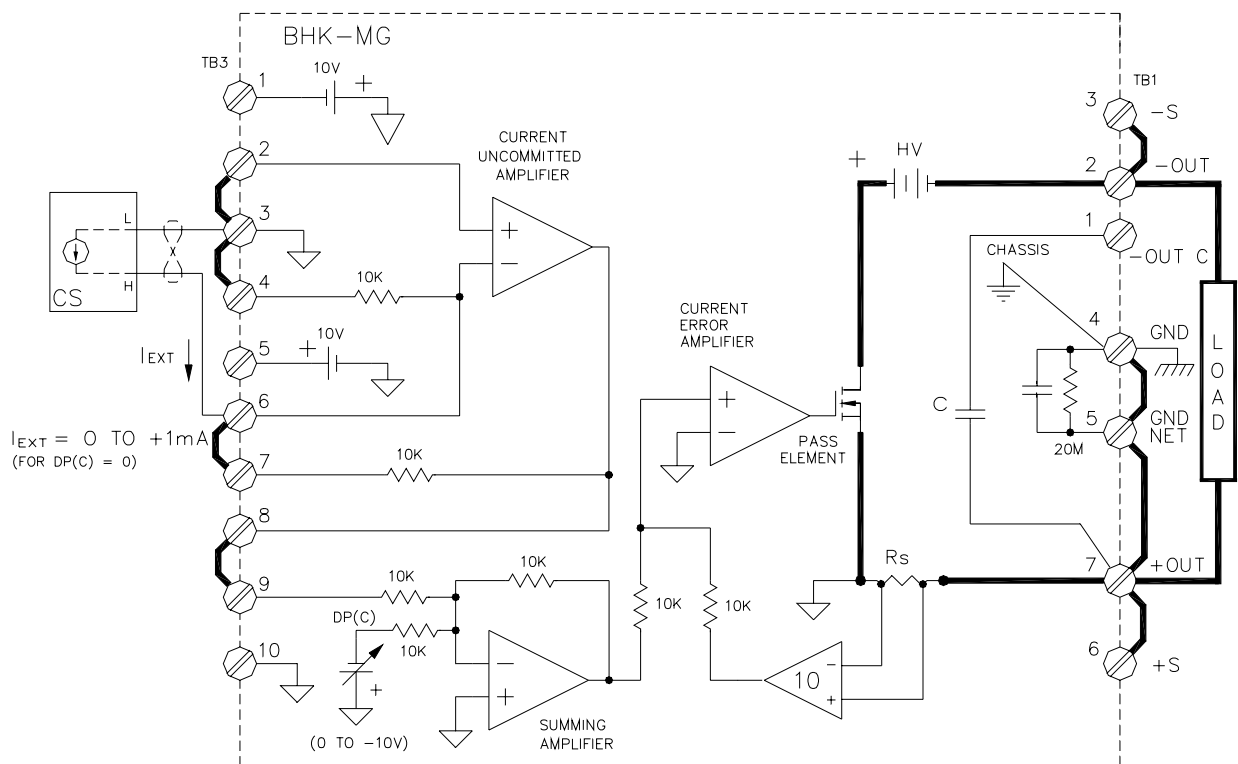 BHK-MG
TB3
1
10V
+
2
CURRENT
UNCOMMITTED
AMPLIFIER
3
4
10K
+
−
L
H
CS
IEXT
5
+
10V
6
IEXT = 0 TO +1mA
(FOR DP(C) = 0)
7
10K
8
9
10K
10K
DP(C)
10K
+
(0 TO -10V)
10
−
+
SUMMING
AMPLIFIER
10K
10K
CURRENT
ERROR
AMPLIFIER
+
−
PASS
ELEMENT
+
HV
Rs
10
-
+
TB1
3
-S
2
-OUT
1
-OUT C
CHASSIS
4
GND
C
5
GND
NET
20M
LOAD
7
+OUT
6
+S